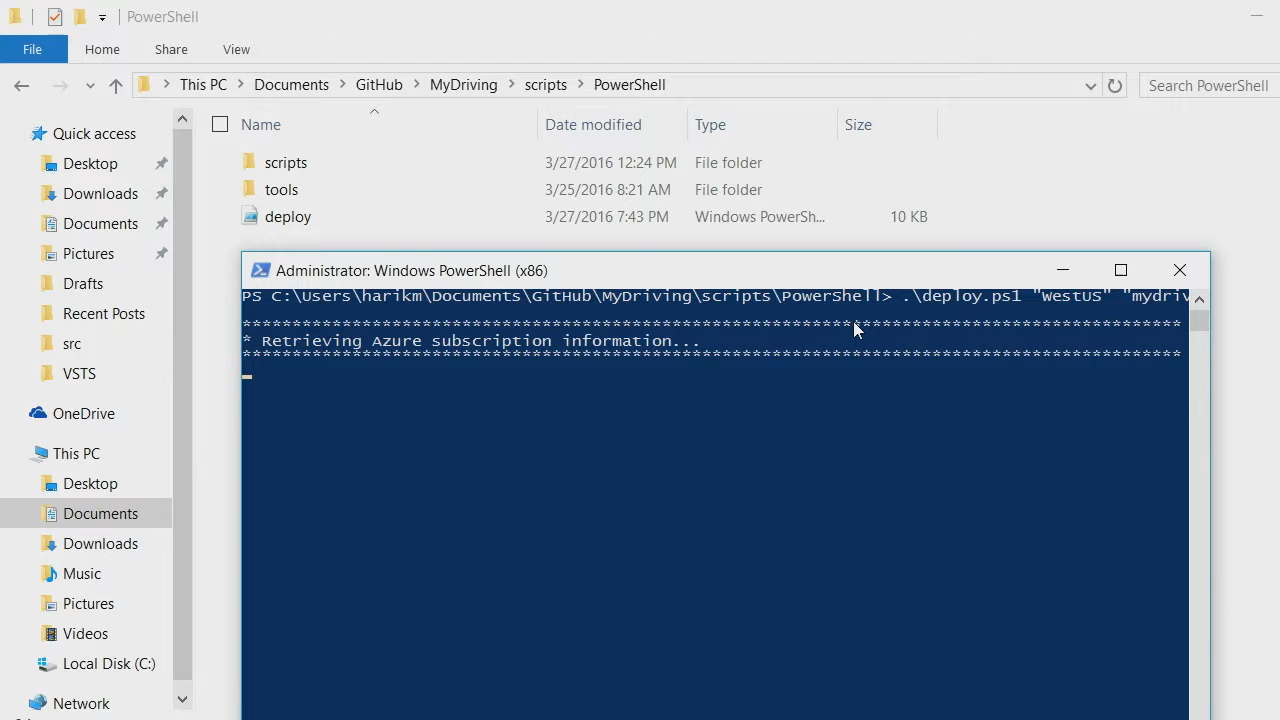 PowerShell
File Home Share View
This PC Documents GitHub MyDriving scripts PowerShell Search PowerShell
Name Date modified Type Size
scripts 3/27/2016 12:24 PM File folder
tools 3/25/2016 8:21 AM File folder
deploy 3/27/2016 7:43 PM Windows PowerSh... 10 KB
Quick access
Desktop
Downloads
Documents
Pictures
Drafts
Recent Posts
src
VSTS
OneDrive
This PC
Desktop
Documents
Downloads
Music
Pictures
Videos
Local Disk (C:)
Network
Administrator: Windows PowerShell (x86)
PS C:\Users\harikm\Documents\GitHub\MyDriving\scripts\PowerShell> .\deploy.ps1 "WestUS" "mydriv
***********************************************************************************************
* Retrieving Azure subscription information...
***********************************************************************************************